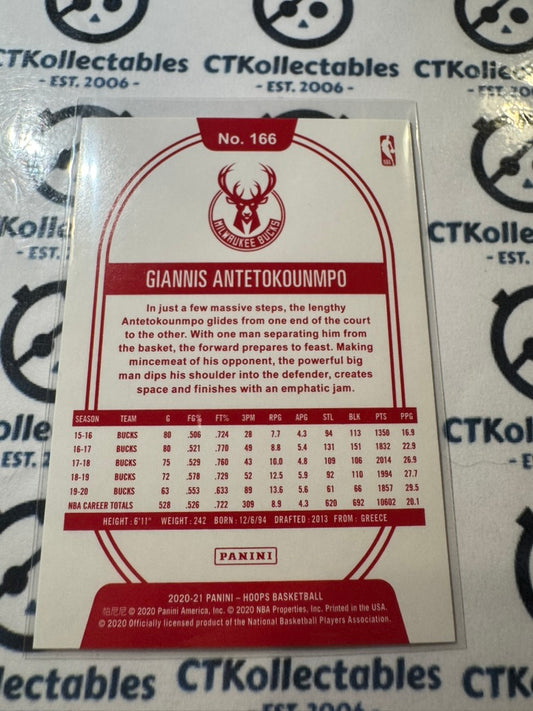 CTKollectables CTKollectables CTKolle
- EST. 2006 - - EST. 2006 - - EST.
No. 166
NBA
MILWAUKEE BUCKS
GIANNIS ANTETOKOUNMPO
In just a few massive steps, the lengthy
Antetokounmpo glides from one end of the court
to the other. With one man separating him from
the basket, the forward prepares to feast. Making
mincemeat of his opponent, the powerful big
man dips his shoulder into the defender, creates
space and finishes with an emphatic jam.
SEASON TEAM G FG% FT% 3PM RPG APG STL BLK PTS PPG
15-16 BUCKS 80 .506 .724 28 7.7 4.3 94 113 1350 16.9
16-17 BUCKS 80 .521 .770 49 8.8 5.4 131 151 1832 22.9
17-18 BUCKS 75 .529 .760 43 10.0 4.8 109 106 2014 26.9
18-19 BUCKS 72 .578 .729 52 12.5 5.9 92 110 1994 27.7
19-20 BUCKS 63 .553 .633 89 13.6 5.6 61 66 1857 29.5
NBA CAREER TOTALS 528 .526 .722 309 8.9 4.3 620 692 10602 20.1
HEIGHT: 6'11" WEIGHT: 242 BORN: 12/6/94 DRAFTED: 2013 FROM: GREECE
PANINI
2020-21 PANINI – HOOPS BASKETBALL
帕尼尼 © 2020 Panini America, Inc. © 2020 NBA Properties, Inc. Printed in the USA.
© 2020 Officially licensed product of the National Basketball Players Association.
CTKollectables
lectables CTKollectables CTKo